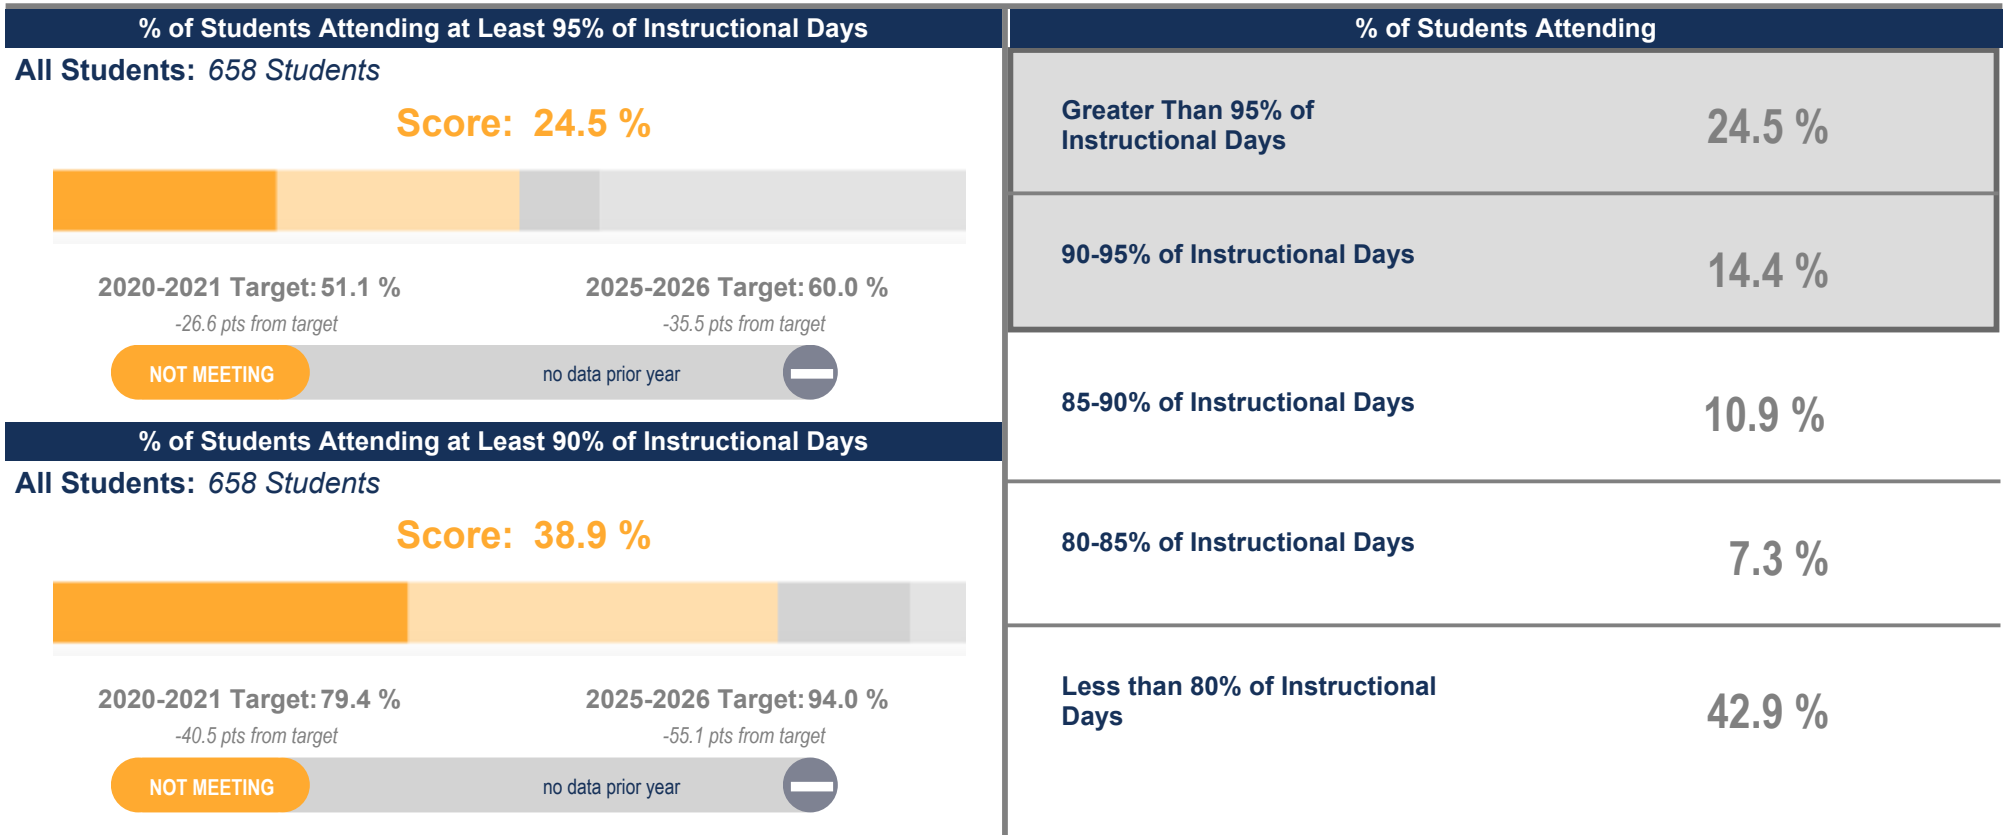 % of Students Attending at Least 95% of Instructional Days
All Students: 658 Students
Score: 24.5 %
2020-2021 Target: 51.1 %
2025-2026 Target: 60.0 %
-26.6 pts from target
-35.5 pts from target
NOT MEETING
no data prior year
% of Students Attending at Least 90% of Instructional Days
All Students: 658 Students
Score: 38.9 %
2020-2021 Target: 79.4 %
2025-2026 Target: 94.0 %
-40.5 pts from target
-55.1 pts from target
NOT MEETING
no data prior year
% of Students Attending
Greater Than 95% of
Instructional Days
24.5 %
90-95% of Instructional Days
14.4 %
85-90% of Instructional Days
10.9 %
80-85% of Instructional Days
7.3 %
Less than 80% of Instructional
Days
42.9 %